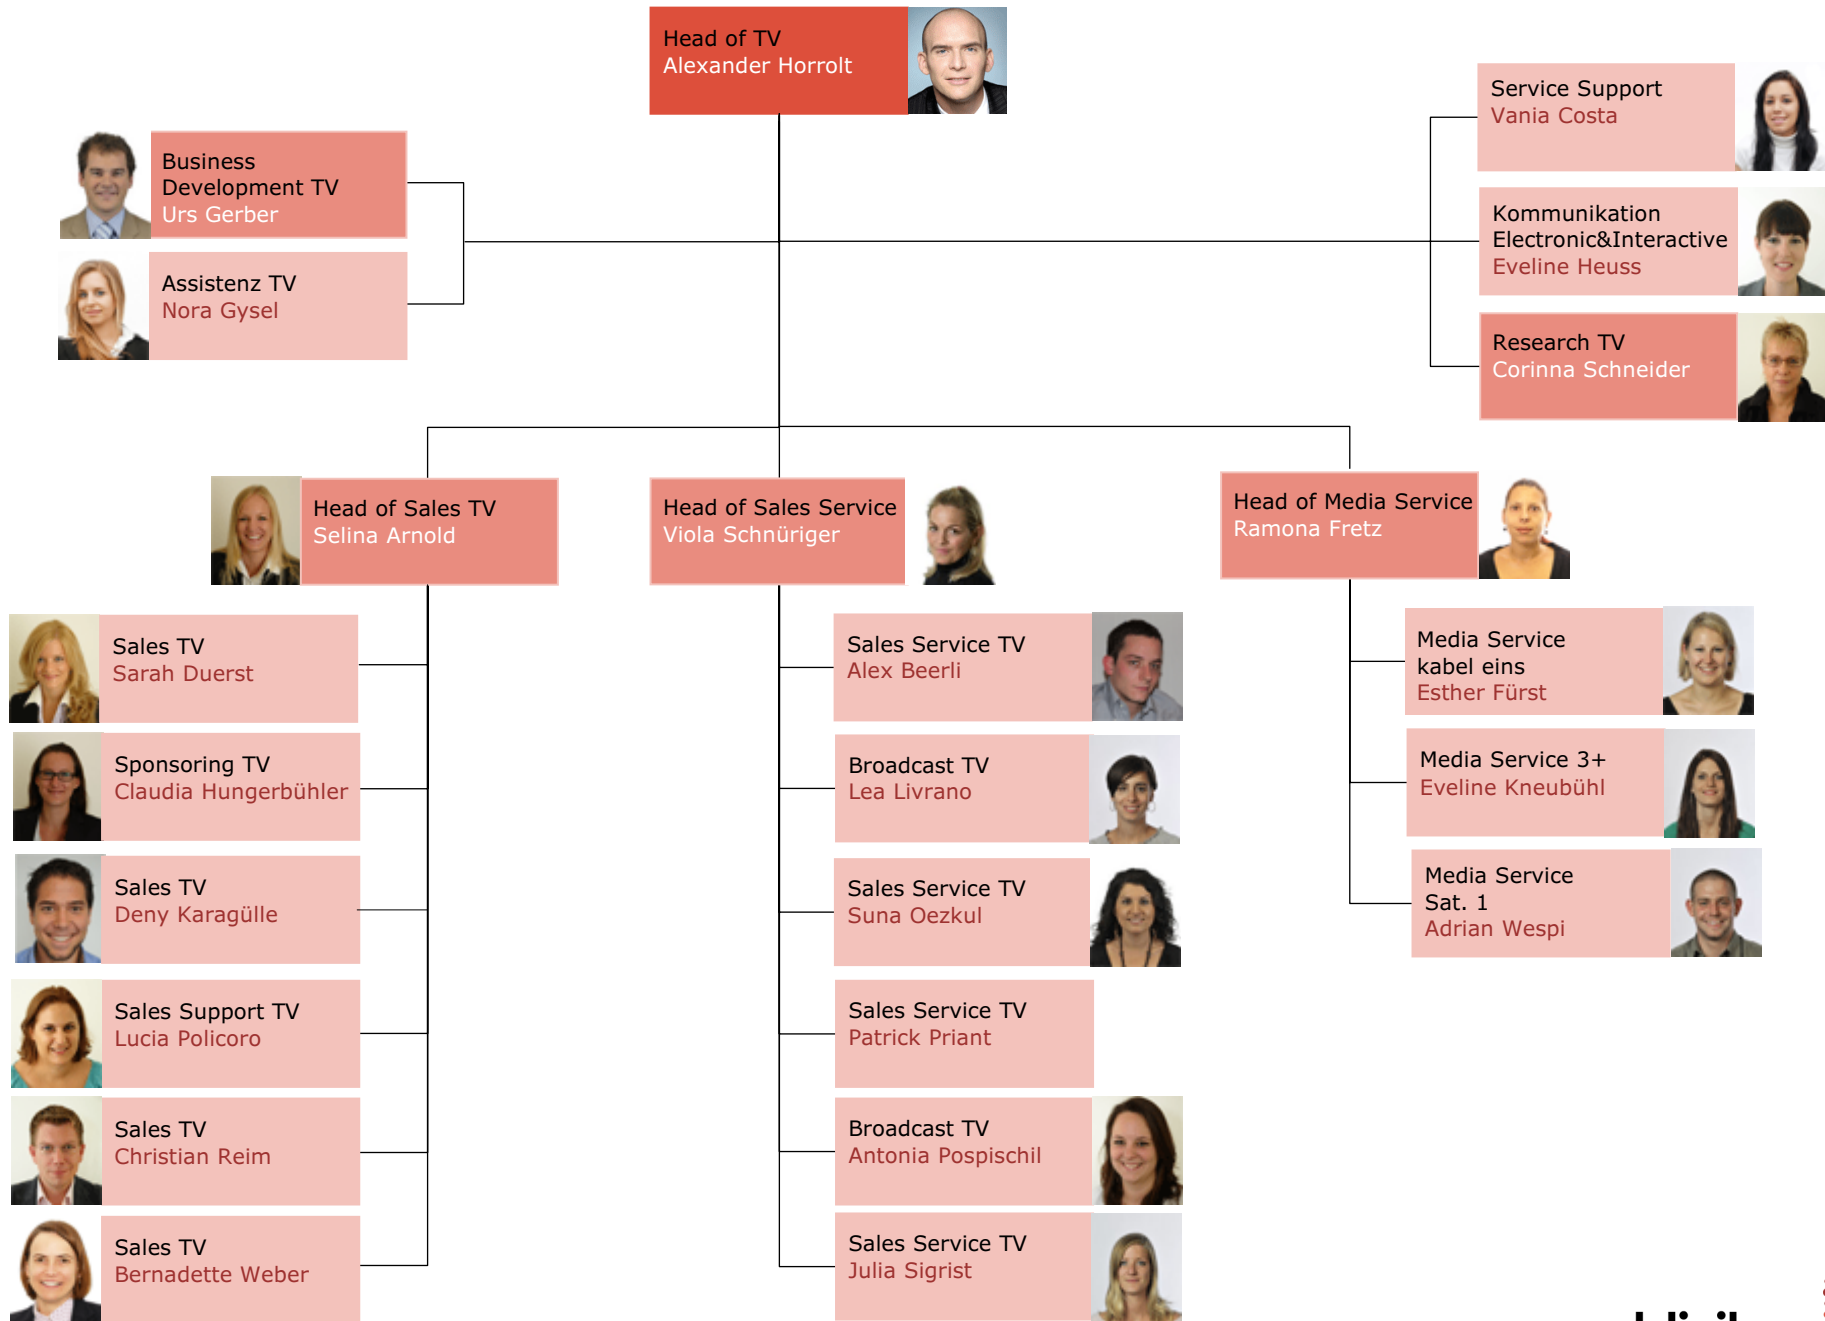 Head of TV
Alexander Horrolt
Service Support
Vania Costa
Business
Development TV
Urs Gerber
Kommunikation
Electronic&Interactive
Eveline Heuss
Assistenz TV
Nora Gysel
Research TV
Corinna Schneider
Head of Sales TV
Selina Arnold
Head of Sales Service
Viola Schnüriger
Head of Media Service
Ramona Fretz
Sales TV
Sarah Duerst
Sponsoring TV
Claudia Hungerbühler
Sales TV
Deny Karagülle
Sales Support TV
Lucia Policoro
Sales TV
Christian Reim
Sales TV
Bernadette Weber
Sales Service TV
Alex Beerli
Broadcast TV
Lea Livrano
Sales Service TV
Suna Oezkul
Sales Service TV
Patrick Priant
Broadcast TV
Antonia Pospischil
Sales Service TV
Julia Sigrist
Media Service
kabel eins
Esther Fürst
Media Service 3+
Eveline Kneubühl
Media Service
Sat. 1
Adrian Wespi